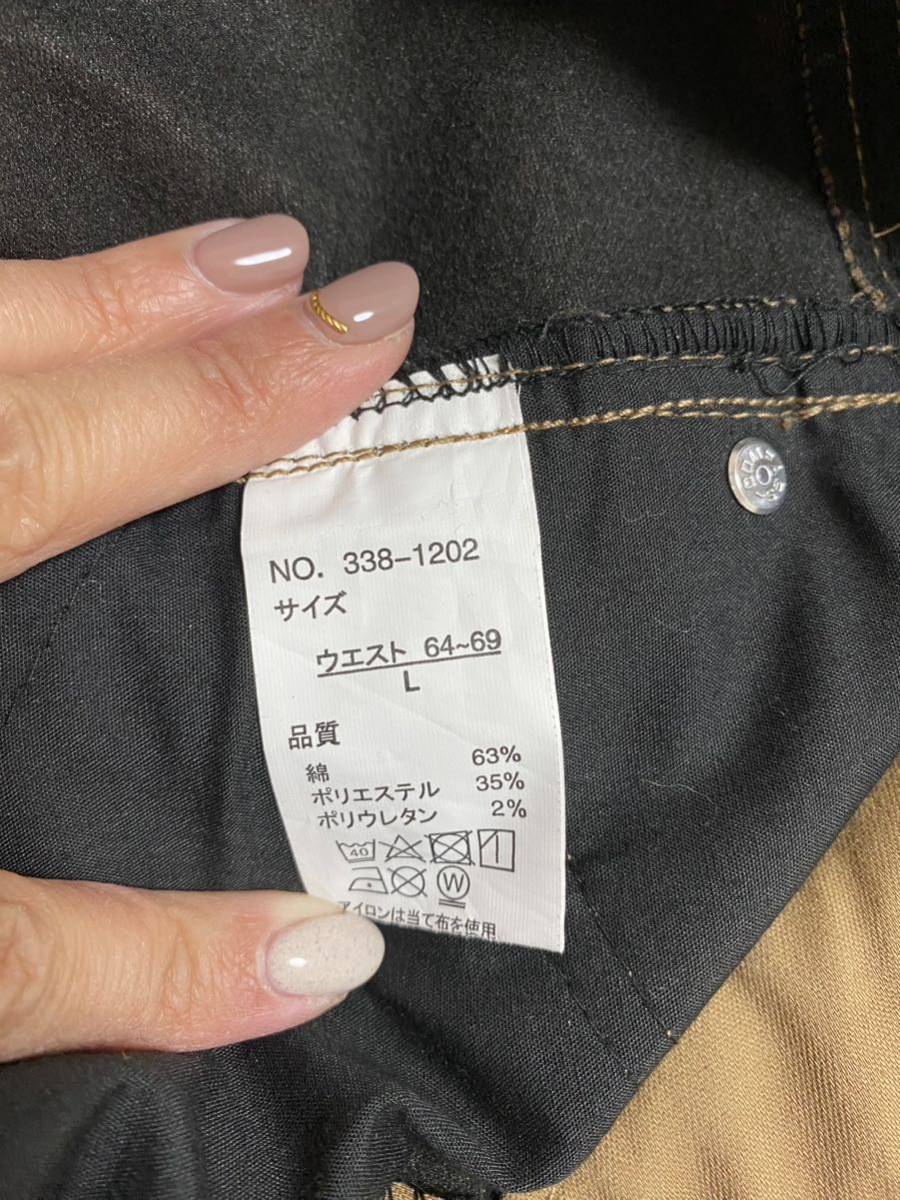 NO. 338-1202
サイズ
ウエスト 64~69
L
品質
綿 63%
ポリエステル 35%
ポリウレタン 2%
40
W
アイロンは当て布を使用